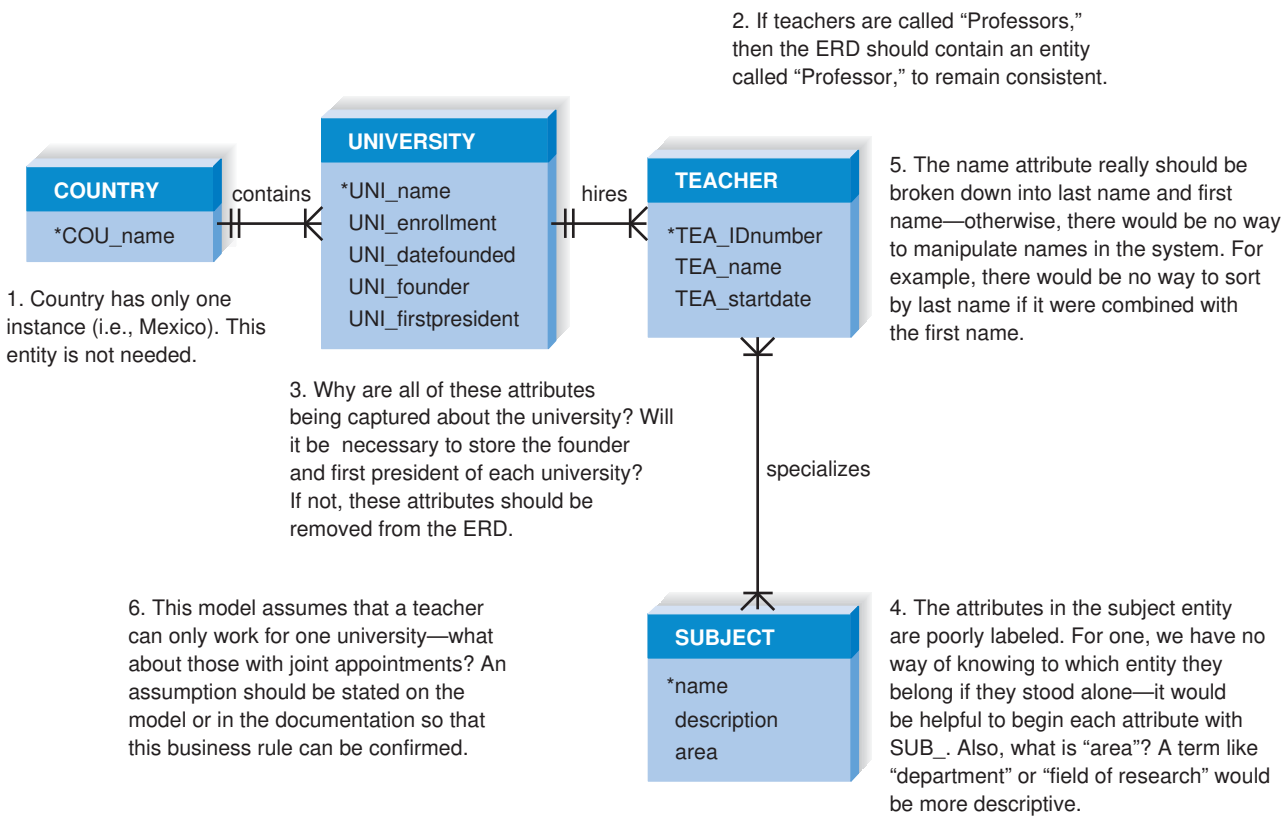 2. If teachers are called “Professors,”
then the ERD should contain an entity
called “Professor,” to remain consistent.
COUNTRY
*COU_name
contains
UNIVERSITY
*UNI_name
UNI_enrollment
UNI_datefounded
UNI_founder
UNI_firstpresident
hires
TEACHER
*TEA_IDnumber
TEA_name
TEA_startdate
5. The name attribute really should be
broken down into last name and first
name—otherwise, there would be no way
to manipulate names in the system. For
example, there would be no way to sort
by last name if it were combined with
the first name.
1. Country has only one
instance (i.e., Mexico). This
entity is not needed.
3. Why are all of these attributes
being captured about the university? Will
it be necessary to store the founder
and first president of each university?
If not, these attributes should be
removed from the ERD.
specializes
6. This model assumes that a teacher
can only work for one university—what
about those with joint appointments? An
assumption should be stated on the
model or in the documentation so that
this business rule can be confirmed.
SUBJECT
*name
description
area
4. The attributes in the subject entity
are poorly labeled. For one, we have no
way of knowing to which entity they
belong if they stood alone—it would
be helpful to begin each attribute with
SUB_. Also, what is “area”? A term like
“department” or “field of research” would
be more descriptive.